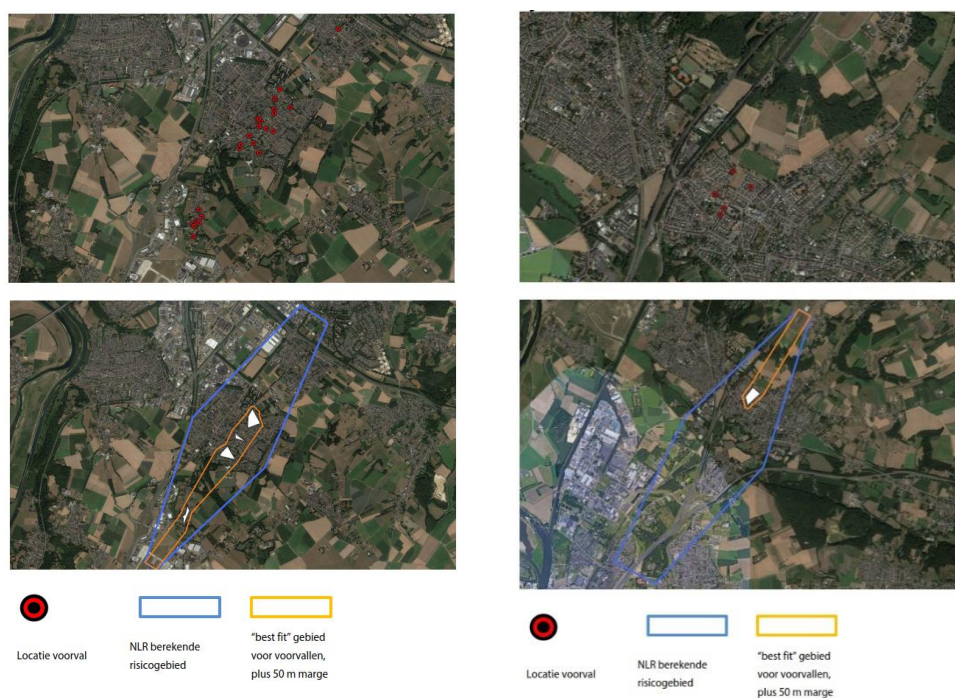 Locatie voorval
NLR berekende
risicogebied
“best fit” gebied
voor voorvallen,
plus 50 m marge
Locatie voorval
NLR berekende
risicogebied
“best fit” gebied
voor voorvallen,
plus 50 m marge